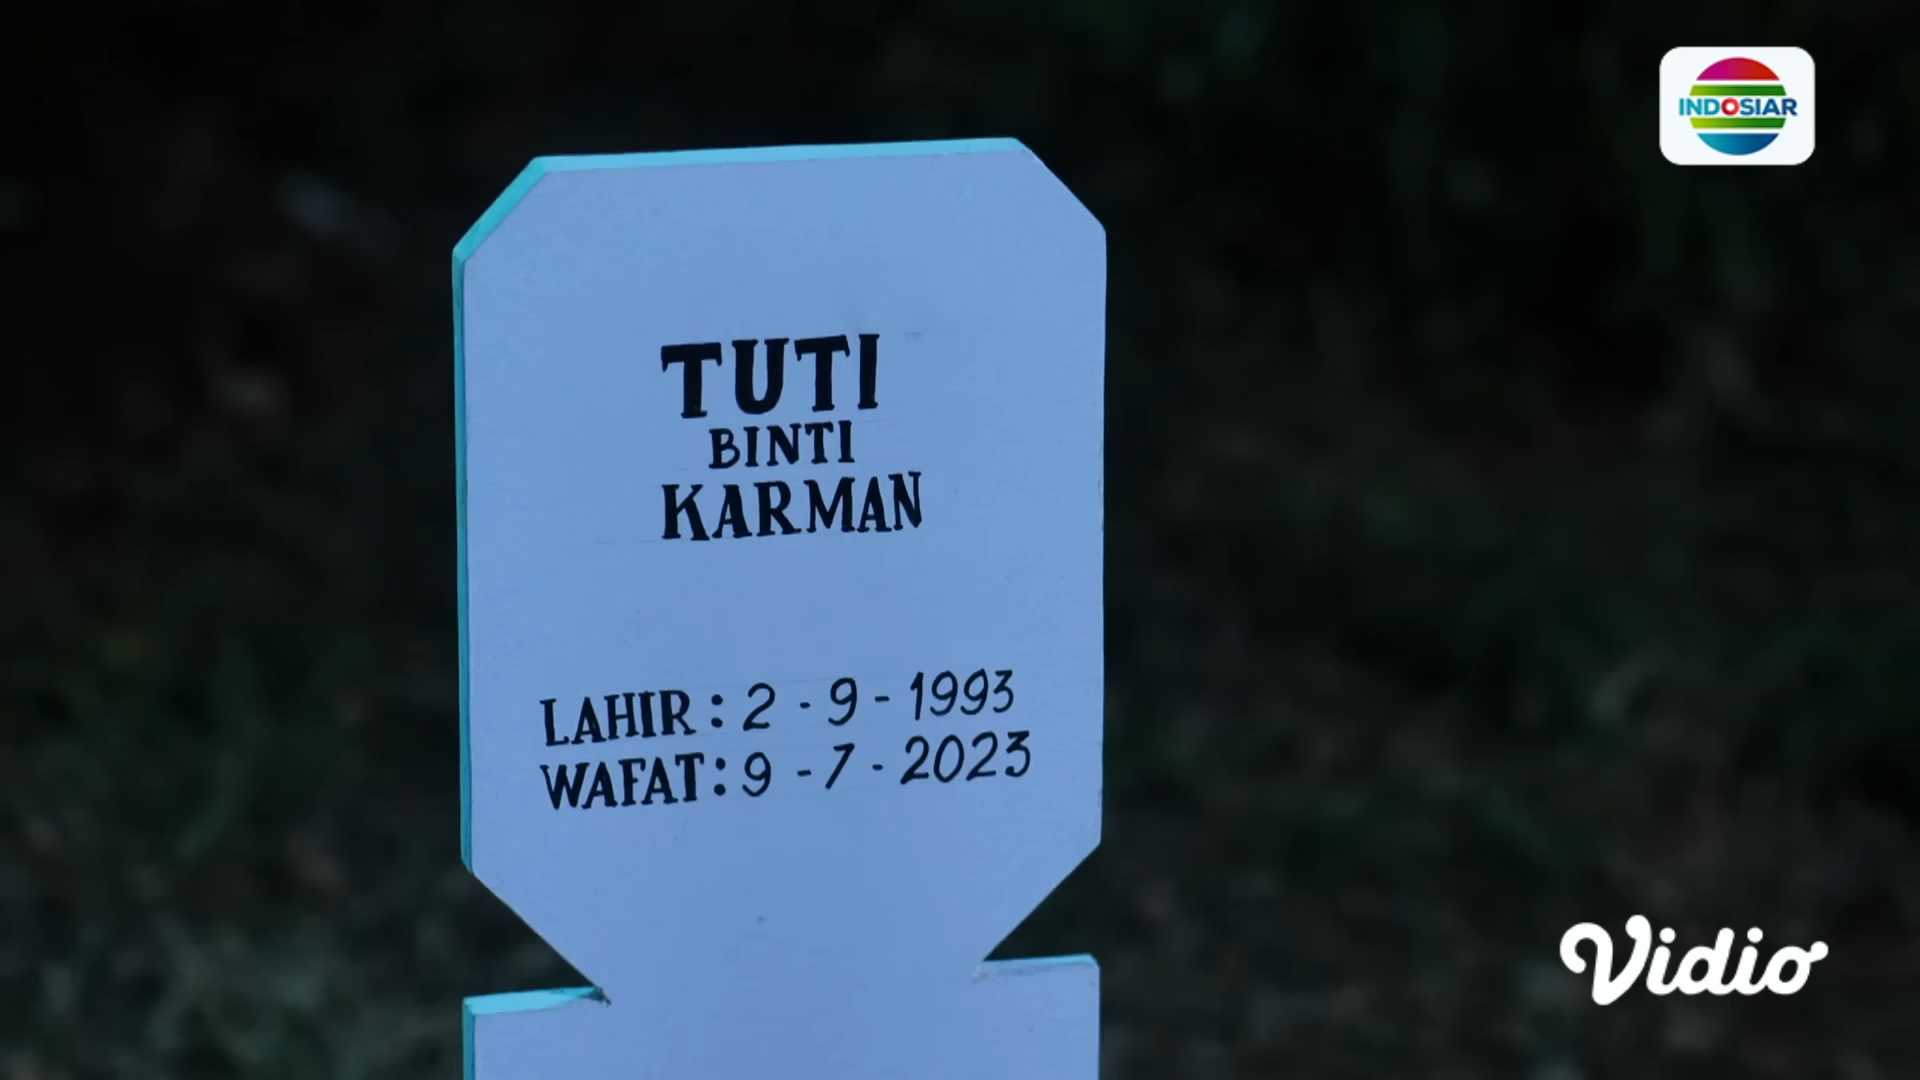 INDOSIAR
TUTI
BINTI
KARMAN
LAHIR : 2 - 9 - 1993
WAFAT : 9 - 7 - 2023
Vidio